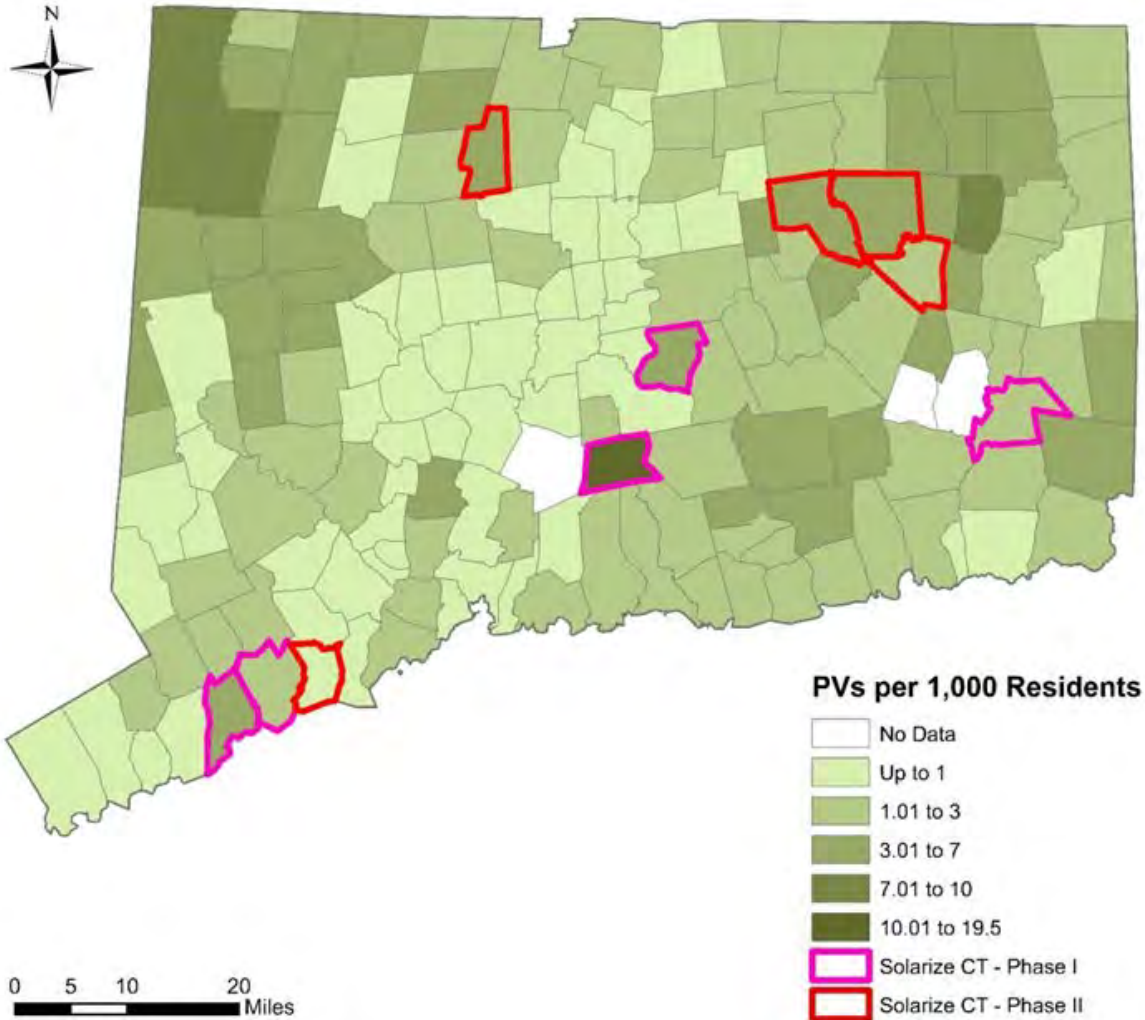 N
PVs per 1,000 Residents
No Data
Up to 1
1.01 to 3
3.01 to 7
7.01 to 10
10.01 to 19.5
Solarize CT - Phase I
Solarize CT - Phase II
0 5 10 20
Miles